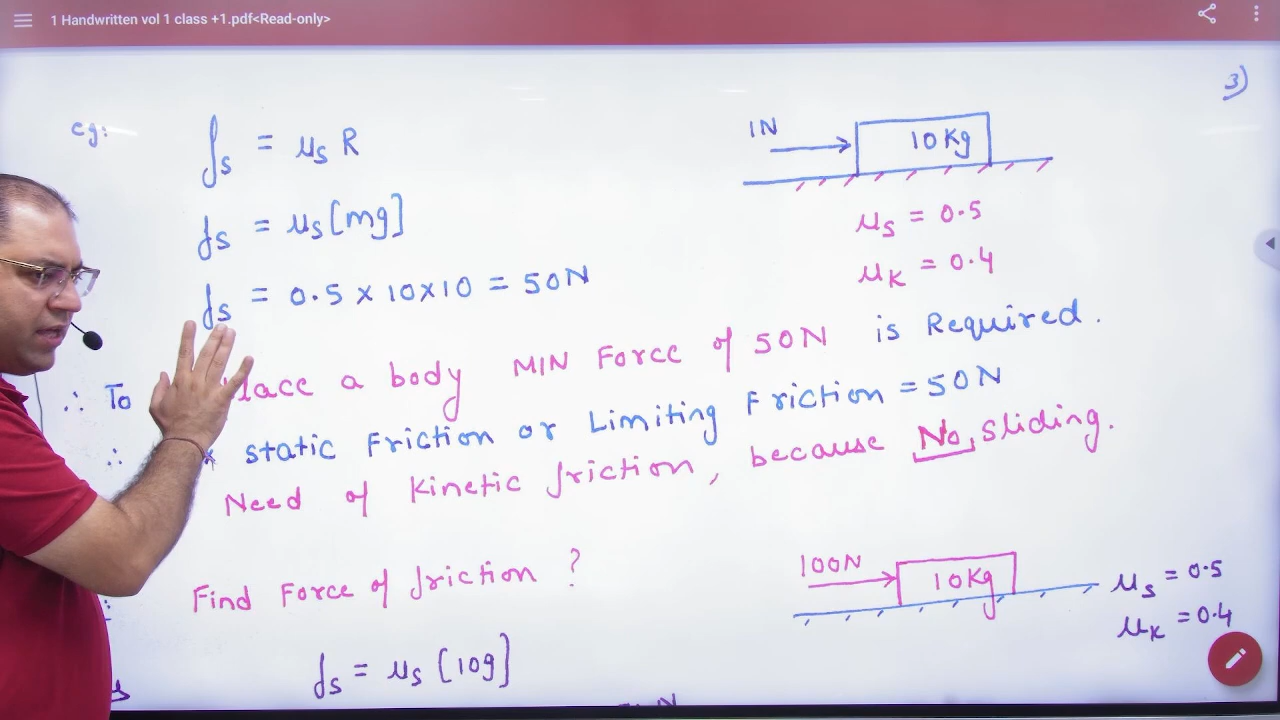 1 Handwritten vol 1 class +1.pdf<Read-only>
3)
eg:
fs = μs R
1N
10Kg
fs = μs[mg]
μs = 0.5
fs = 0.5 × 10×10 = 50N
μK = 0.4
∴ To lace a body MIN Force of 50N is Required.
∴ static Friction or Limiting Friction = 50N
Need of Kinetic friction, because No sliding.
Find Force of friction ?
100N
10Kg
μs = 0.5
μK = 0.4
fs = μs [10g]